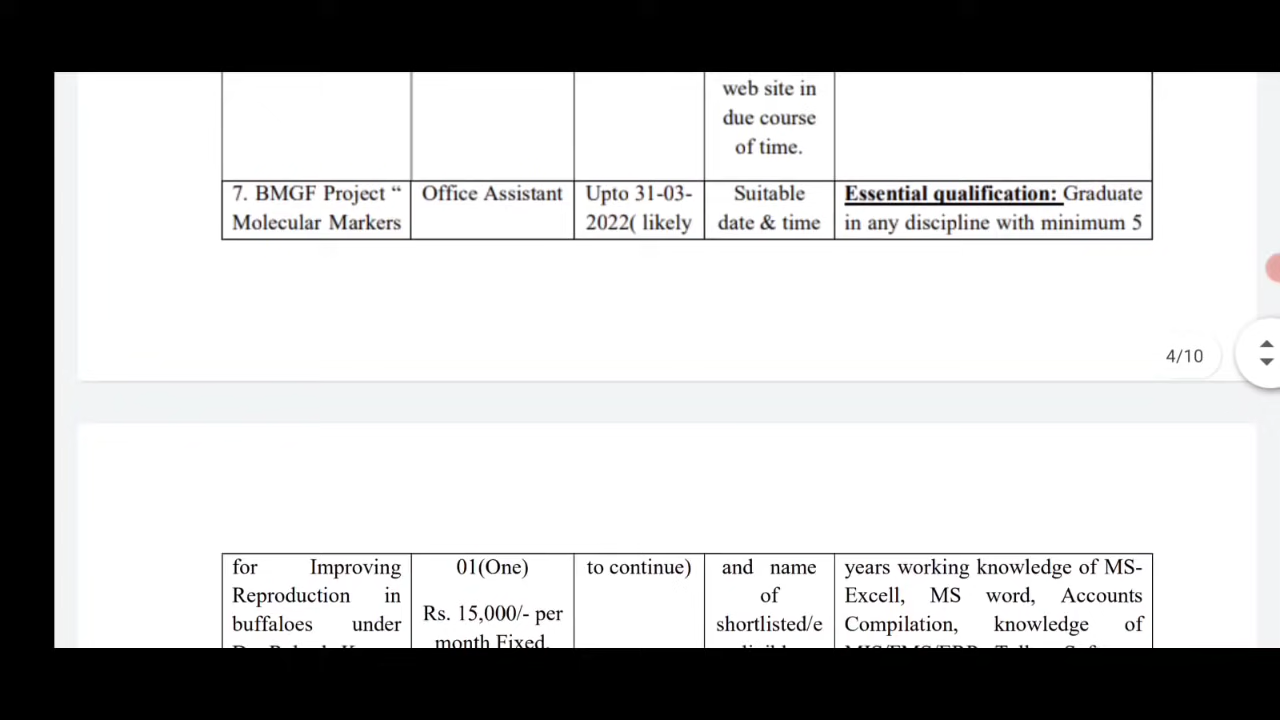 web site in
due course
of time.
7. BMGF Project “ Office Assistant Upto 31-03- Suitable Essential qualification: Graduate
Molecular Markers 2022( likely date & time in any discipline with minimum 5
4/10
for Improving 01(One) to continue) and name years working knowledge of MS-
Reproduction in of Excell, MS word, Accounts
Rs. 15,000/- per
buffaloes under shortlisted/e Compilation, knowledge of
month Fixed.